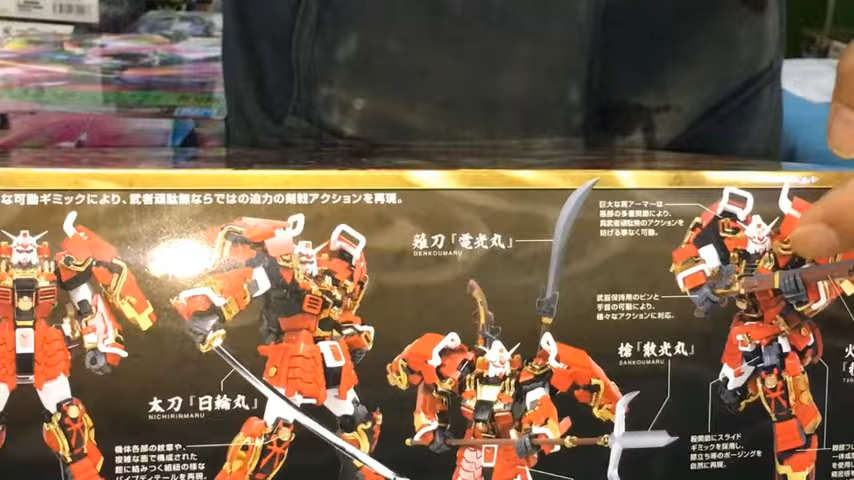 な可動ギミックにより、武者頑駄無ならではの迫力の剣戟アクションを再現。
薙刀『電光丸』
DENKOUMARU
巨大な肩アーマーは
基部の多重関節により、
真武者頑駄無のアクションを
妨げる事なく可動。
武器保持用のピンと
手首の可動により、
様々なアクションに対応。
槍『散光丸』
SANKOUMARU
太刀『日輪丸』
NICHIRINMARU
機体各部の紋章や、
複雑な面で構成された
鎧に組みつく組紐の様な
パイプディテールを再現。
股関節にスライド
ギミックを採用し、
膝立ち等のポージングを
自然に再現。